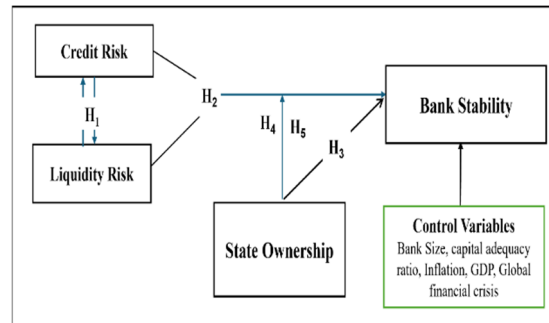 Credit Risk
H1
Liquidity Risk
H2
H4 H5
H3
Bank Stability
State Ownership
Control Variables
Bank Size, capital adequacy
ratio, Inflation, GDP, Global
financial crisis